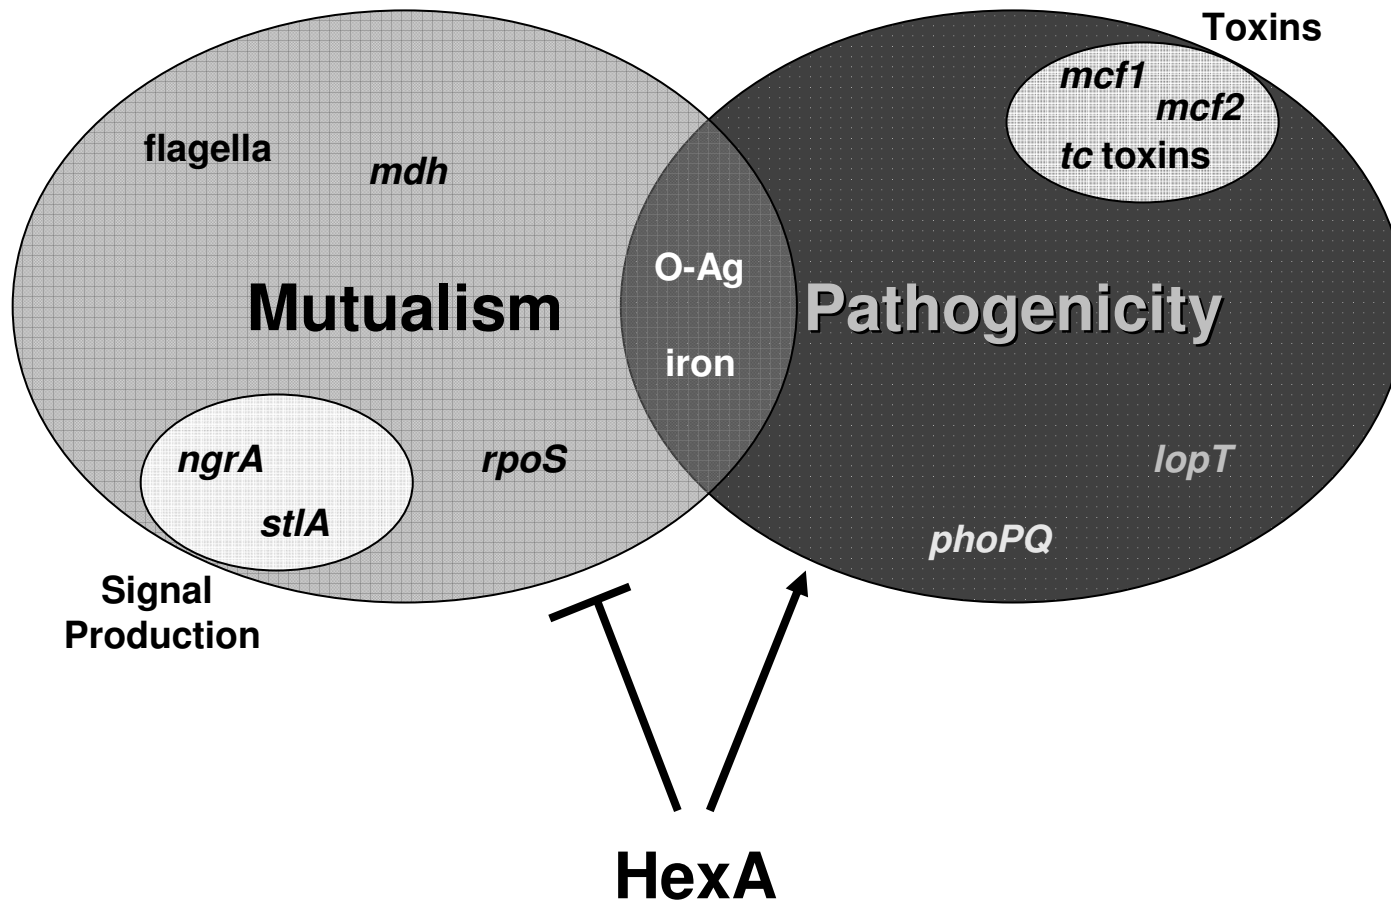 Toxins
mcf1
mcf2
tc toxins
flagella
mdh
O-Ag
Mutualism
Pathogenicity
iron
ngrA
rpoS
lopT
stlA
phoPQ
Signal
Production
HexA